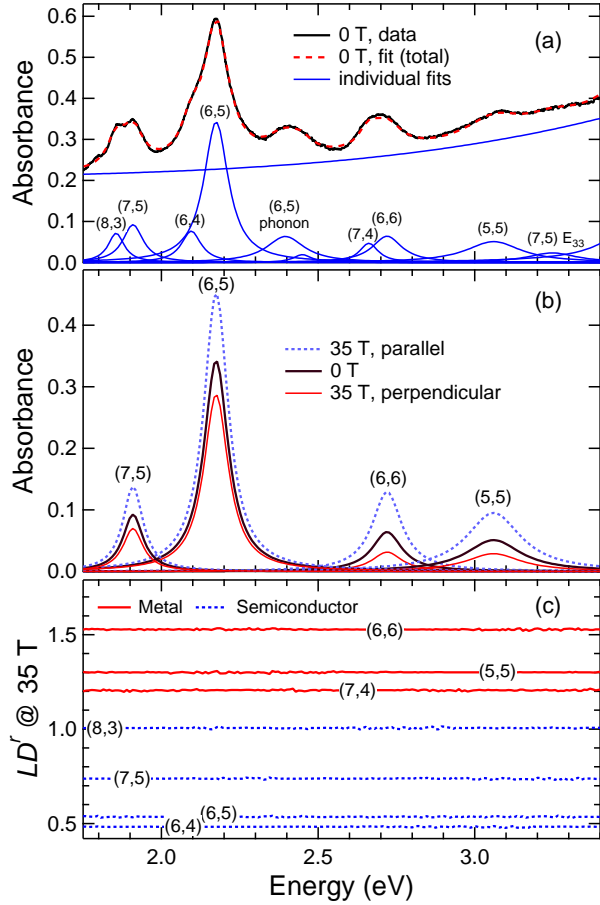 0.6
0.5
0.4
0.3
0.2
0.1
0.0
Absorbance
(a)
0 T, data
0 T, fit (total)
individual fits
(6,5)
(8,3)
(7,5)
(6,4)
(6,5)
phonon
(7,4)
(6,6)
(5,5)
(7,5) E33
0.4
0.3
0.2
0.1
0.0
Absorbance
(b)
(6,5)
35 T, parallel
0 T
35 T, perpendicular
(7,5)
(6,6)
(5,5)
1.5
1.0
0.5
LDr @ 35 T
Metal
Semiconductor
(c)
(6,6)
(5,5)
(7,4)
(8,3)
(7,5)
(6,5)
(6,4)
2.0
2.5
3.0
Energy (eV)